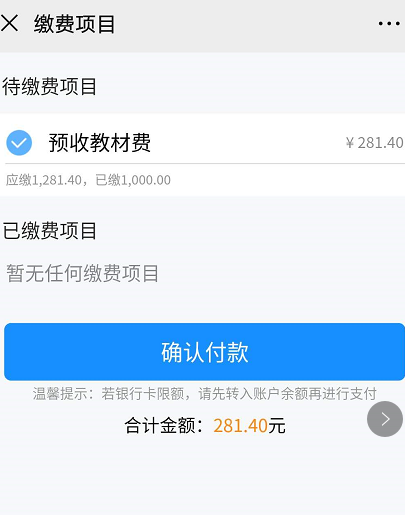 缴费项目
待缴费项目
预收教材费 ￥281.40
应缴1,281.40，已缴1,000.00
已缴费项目
暂无任何缴费项目
确认付款
温馨提示：若银行卡限额，请先转入账户余额再进行支付
合计金额：281.40元